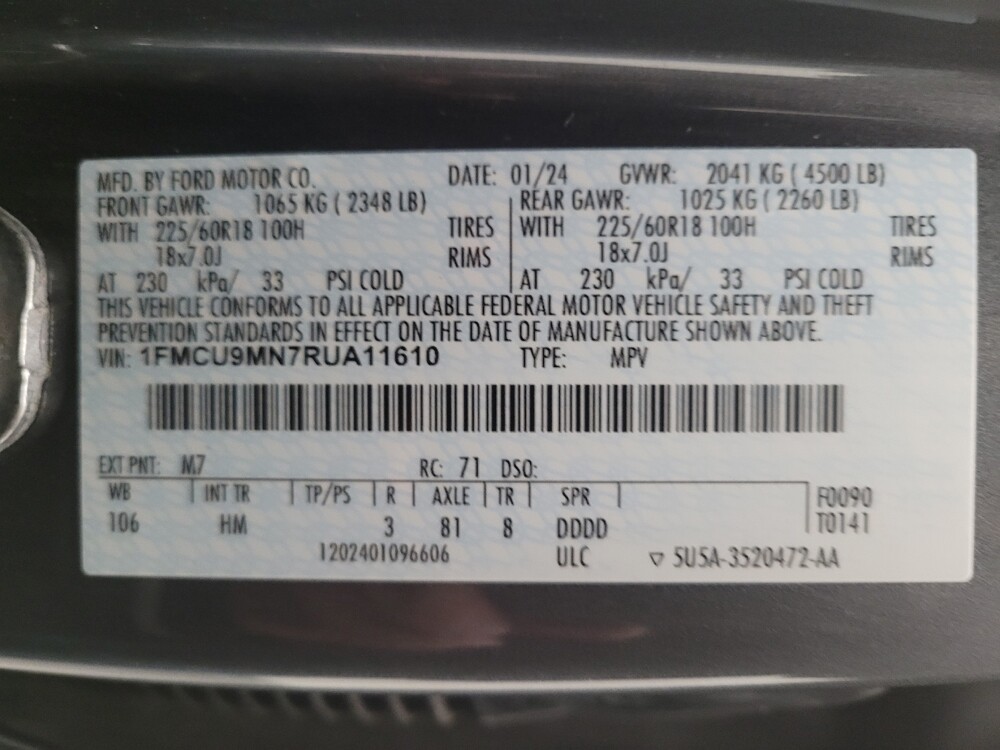 MFD. BY FORD MOTOR CO. DATE: 01/24 GVWR: 2041 KG ( 4500 LB)
FRONT GAWR: 1065 KG ( 2348 LB) REAR GAWR: 1025 KG ( 2260 LB)
WITH 225/60R18 100H TIRES WITH 225/60R18 100H TIRES
18x7.0J RIMS 18x7.0J RIMS
AT 230 kPa/ 33 PSI COLD AT 230 kPa/ 33 PSI COLD
THIS VEHICLE CONFORMS TO ALL APPLICABLE FEDERAL MOTOR VEHICLE SAFETY AND THEFT
PREVENTION STANDARDS IN EFFECT ON THE DATE OF MANUFACTURE SHOWN ABOVE.
VIN: 1FMCU9MN7RUA11610 TYPE: MPV
EXT PNT: M7 RC: 71 DSO:
WB INT TR TP/PS R AXLE TR SPR F0090
106 HM 3 81 8 DDDD T0141
1202401096606 ULC ▽ 5U5A-3520472-AA